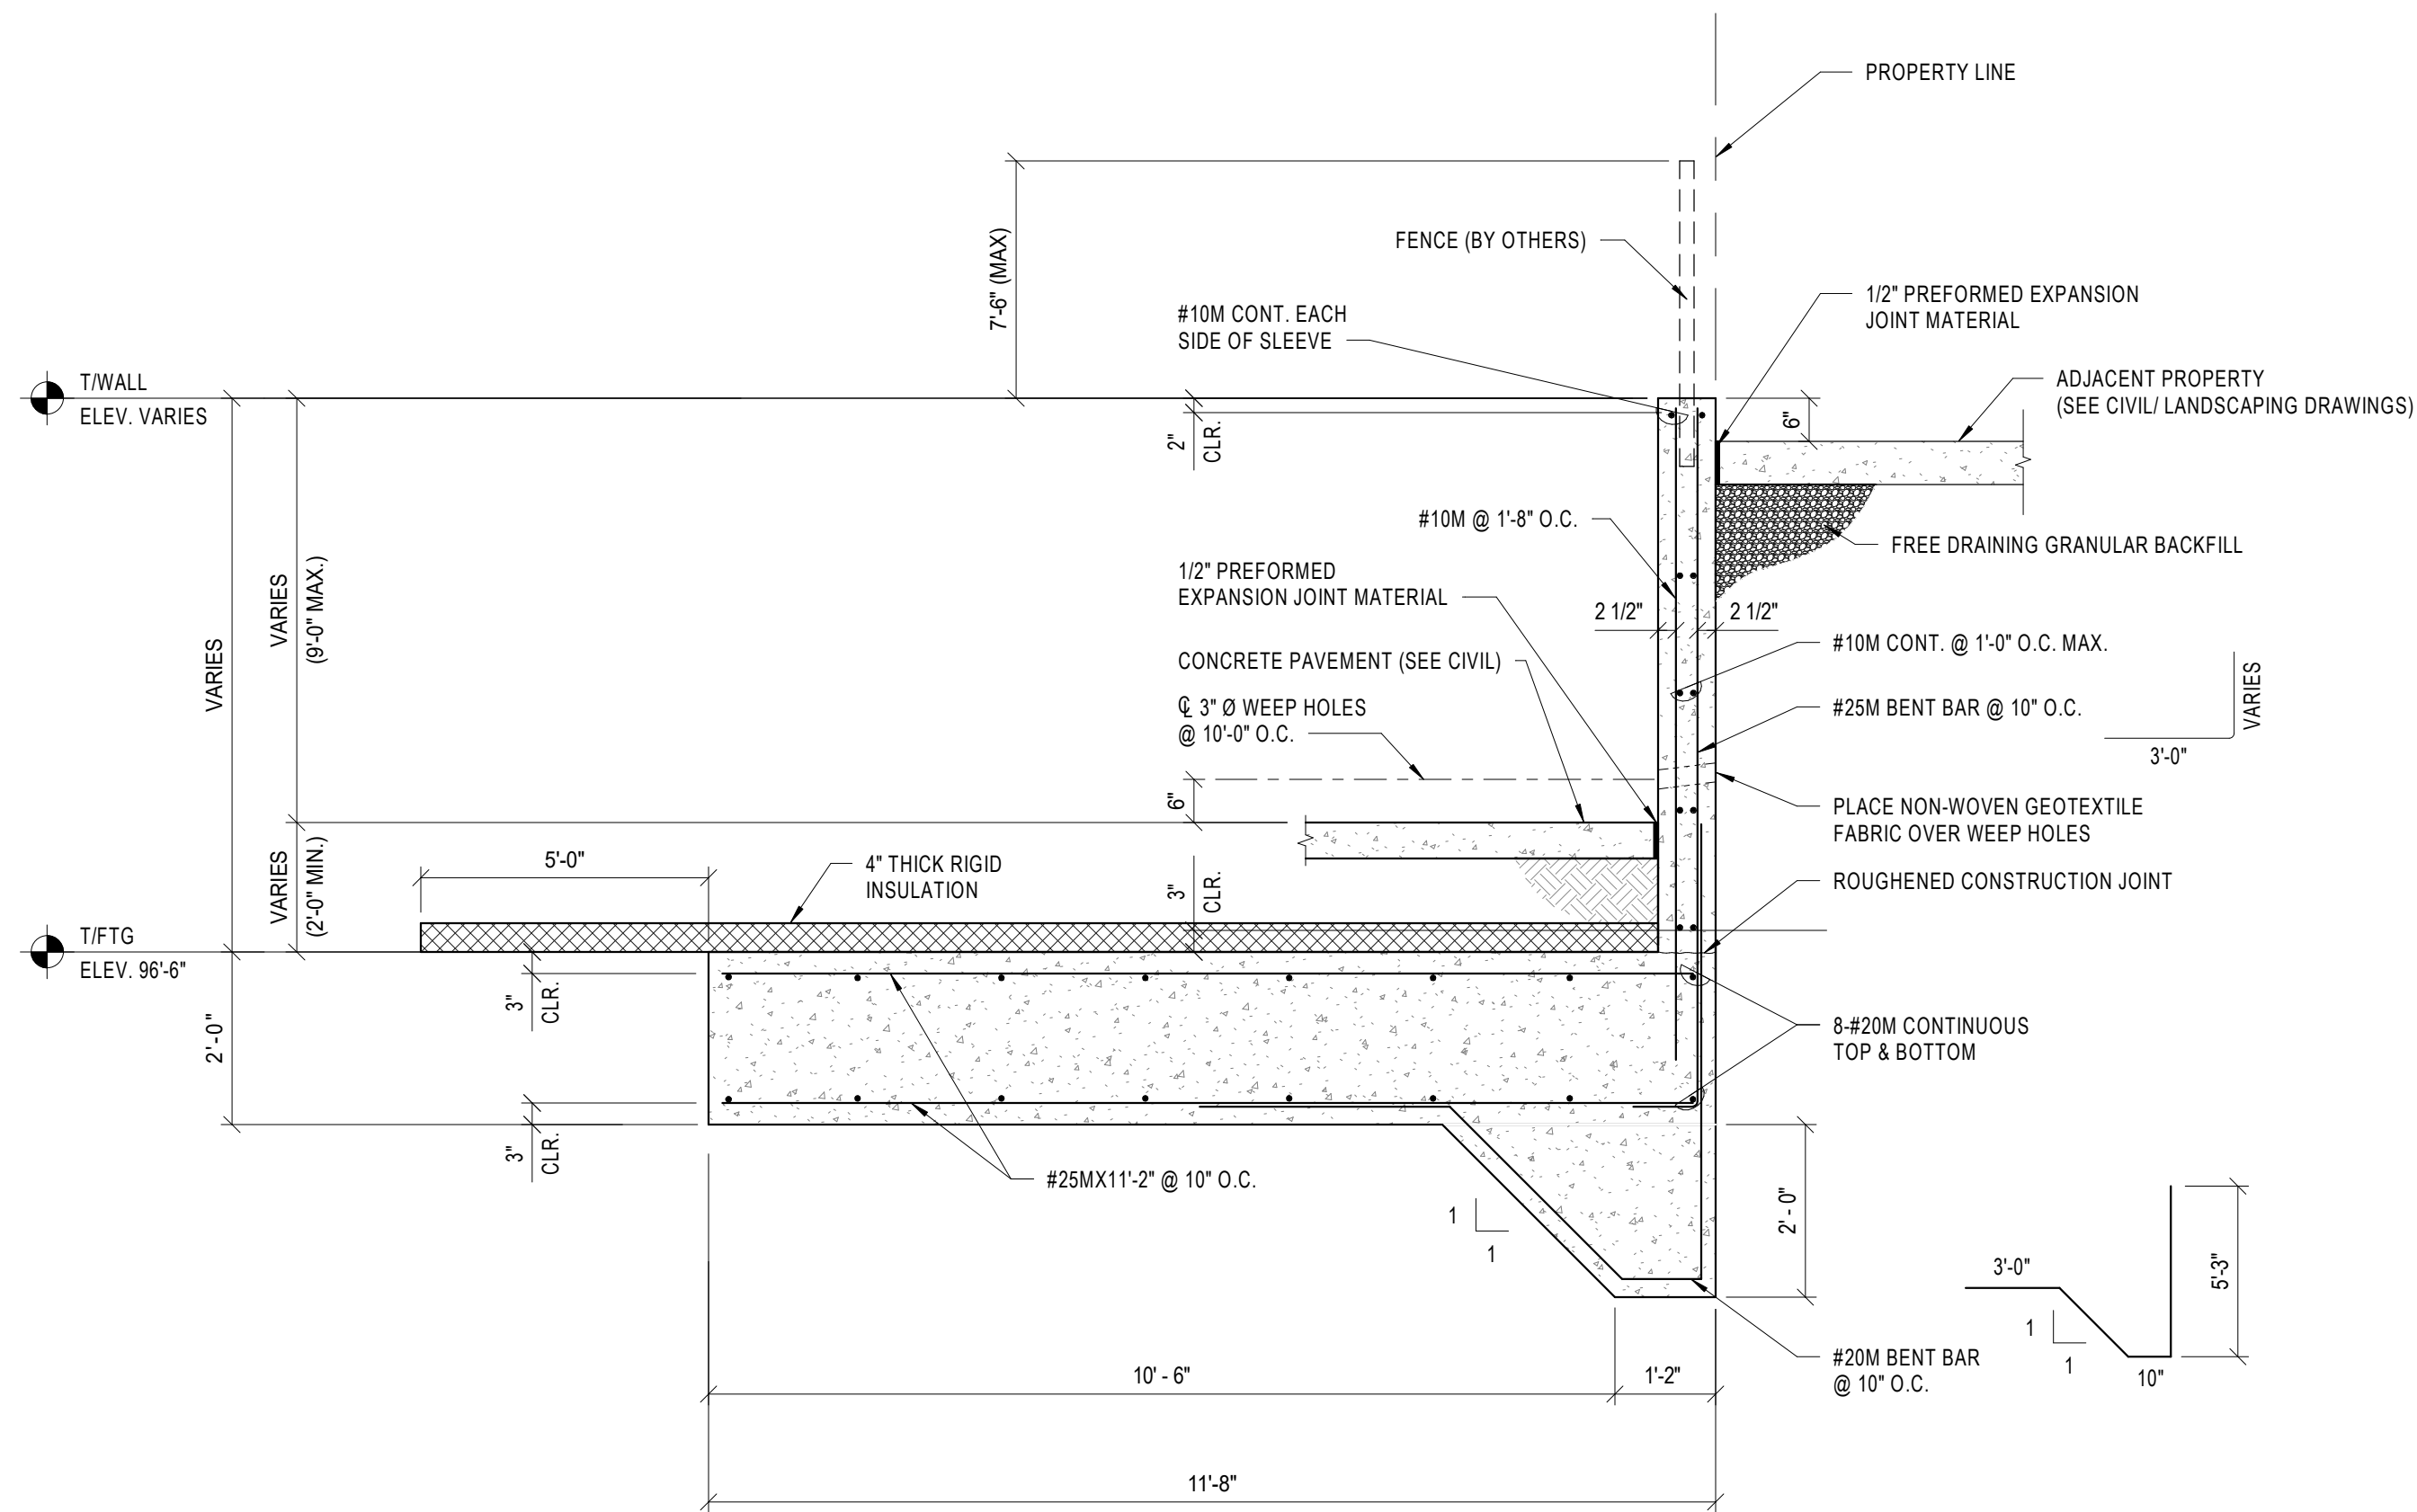 PROPERTY LINE
7'-6" (MAX)
FENCE (BY OTHERS)
#10M CONT. EACH
SIDE OF SLEEVE
1/2" PREFORMED EXPANSION
JOINT MATERIAL
T/WALL
ELEV. VARIES
ADJACENT PROPERTY
(SEE CIVIL/ LANDSCAPING DRAWINGS)
2"
CLR.
6"
#10M @ 1'-8" O.C.
FREE DRAINING GRANULAR BACKFILL
VARIES
VARIES
(9'-0" MAX.)
1/2" PREFORMED
EXPANSION JOINT MATERIAL
2 1/2"
2 1/2"
#10M CONT. @ 1'-0" O.C. MAX.
CONCRETE PAVEMENT (SEE CIVIL)
#25M BENT BAR @ 10" O.C.
VARIES
3'-0"
℄ 3" Ø WEEP HOLES
@ 10'-0" O.C.
6"
PLACE NON-WOVEN GEOTEXTILE
FABRIC OVER WEEP HOLES
VARIES
(2'-0" MIN.)
5'-0"
4" THICK RIGID
INSULATION
3"
CLR.
ROUGHENED CONSTRUCTION JOINT
T/FTG
ELEV. 96'-6"
2'-0"
3"
CLR.
8-#20M CONTINUOUS
TOP & BOTTOM
3"
CLR.
#25MX11'-2" @ 10" O.C.
1
1
2' - 0"
3'-0"
1
1
10"
5'-3"
#20M BENT BAR
@ 10" O.C.
10' - 6"
1'-2"
11'-8"